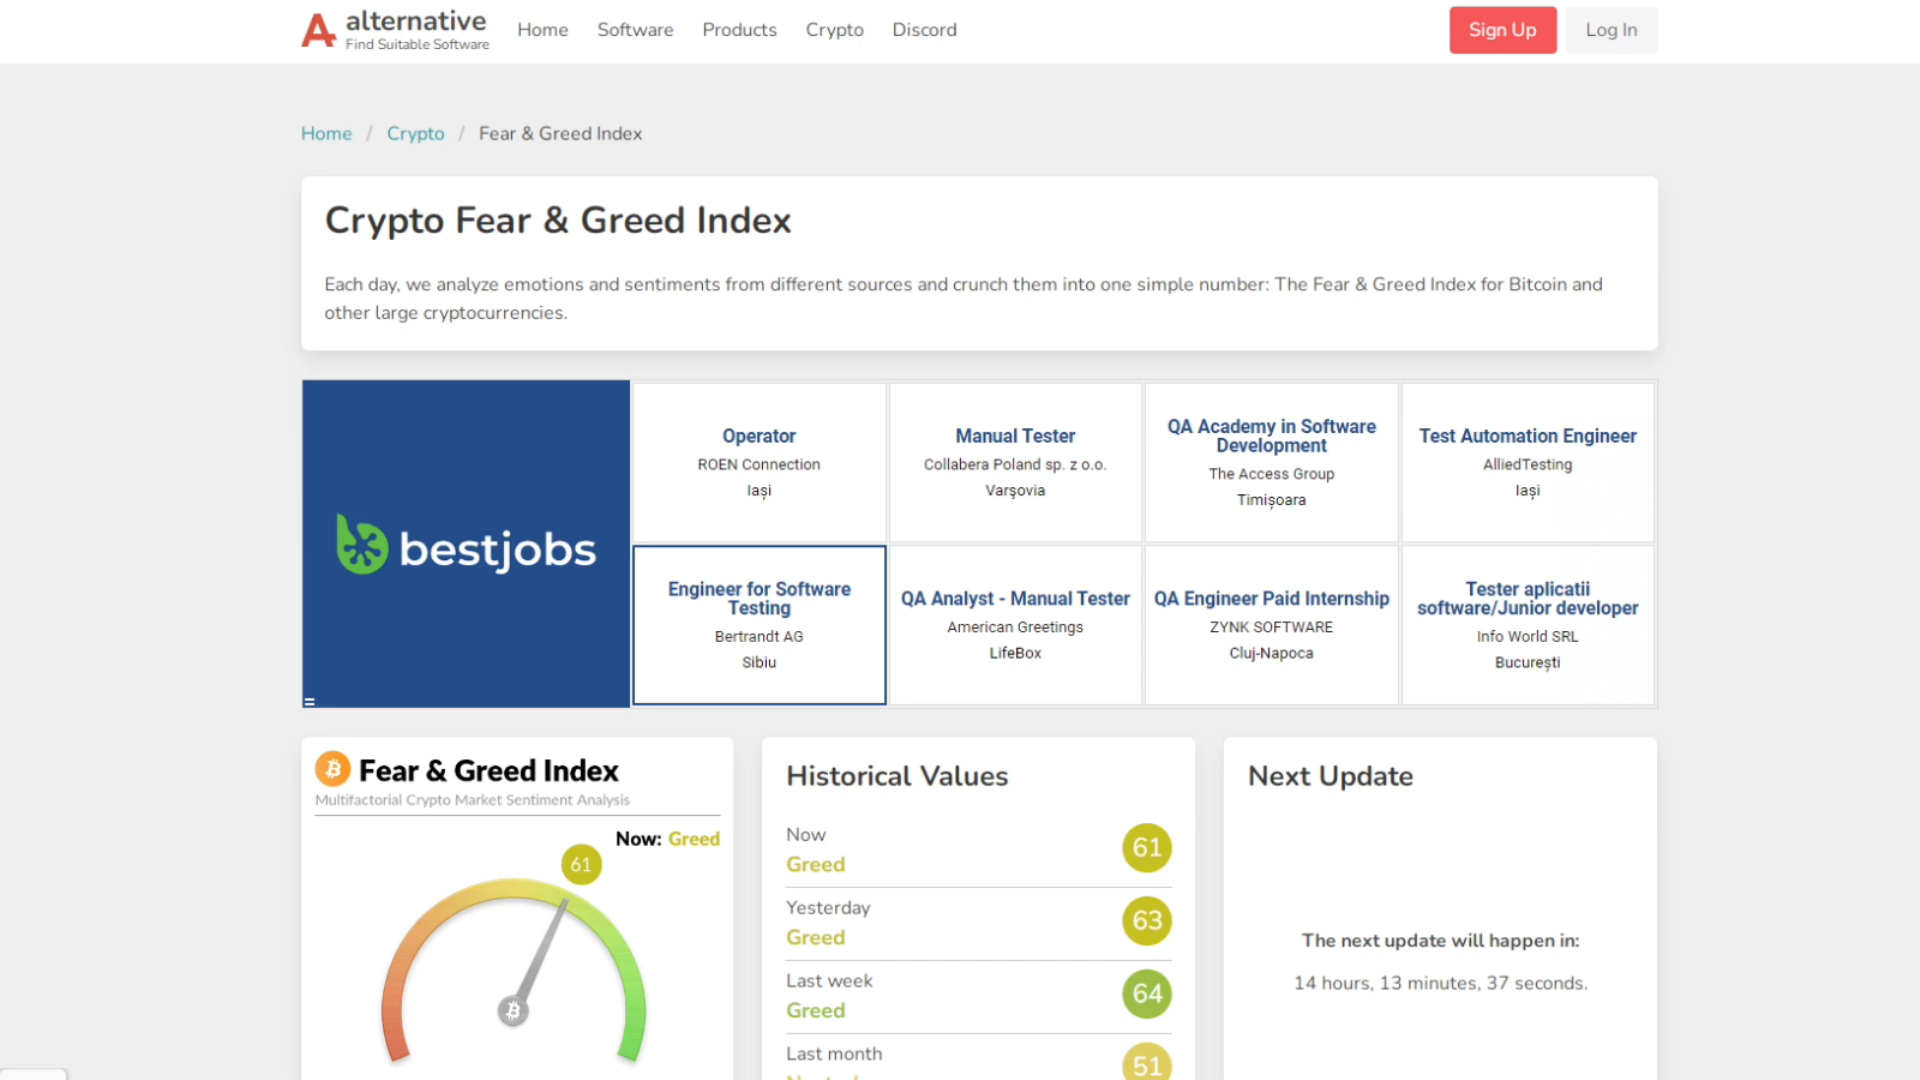 alternative
Find Suitable Software
Home Software Products Crypto Discord
Sign Up Log In
Home / Crypto / Fear & Greed Index
Crypto Fear & Greed Index
Each day, we analyze emotions and sentiments from different sources and crunch them into one simple number: The Fear & Greed Index for Bitcoin and
other large cryptocurrencies.
bestjobs
Operator
ROEN Connection
Iași
Manual Tester
Collabera Poland sp. z o.o.
Varşovia
QA Academy in Software
Development
The Access Group
Timișoara
Test Automation Engineer
AlliedTesting
Iași
Engineer for Software
Testing
Bertrandt AG
Sibiu
QA Analyst - Manual Tester
American Greetings
LifeBox
QA Engineer Paid Internship
ZYNK SOFTWARE
Cluj-Napoca
Tester aplicatii
software/Junior developer
Info World SRL
București
Fear & Greed Index
Multifactorial Crypto Market Sentiment Analysis
Now: Greed
61
Historical Values
Now
Greed
61
Yesterday
Greed
63
Last week
Greed
64
Last month
51
Next Update
The next update will happen in:
14 hours, 13 minutes, 37 seconds.